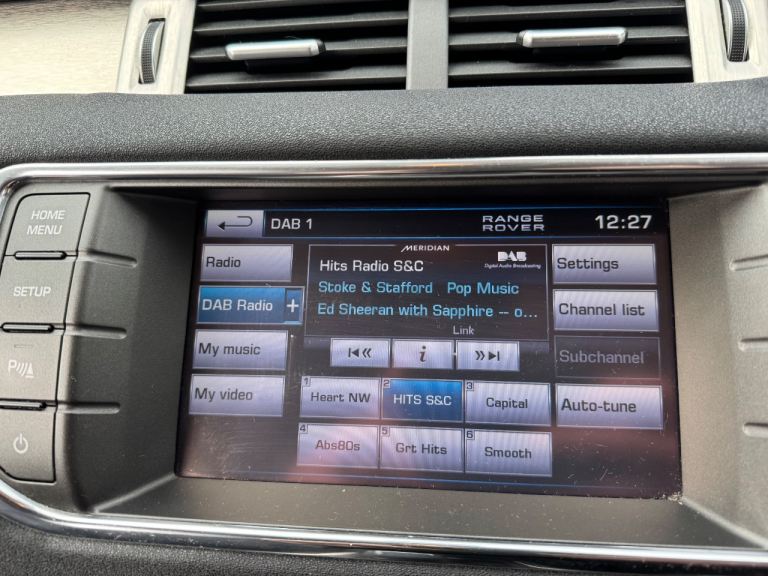 HOME
MENU
SETUP
P
DAB 1
RANGE
ROVER
12:27
Radio
DAB Radio +
My music
My video
MERIDIAN
DAB
Digital Audio Broadcasting
Hits Radio S&C
Stoke & Stafford Pop Music
Ed Sheeran with Sapphire -- o...
Link
i
Settings
Channel list
Subchannel
Auto-tune
1 Heart NW
2 HITS S&C
3 Capital
4 Abs80s
5 Grt Hits
6 Smooth